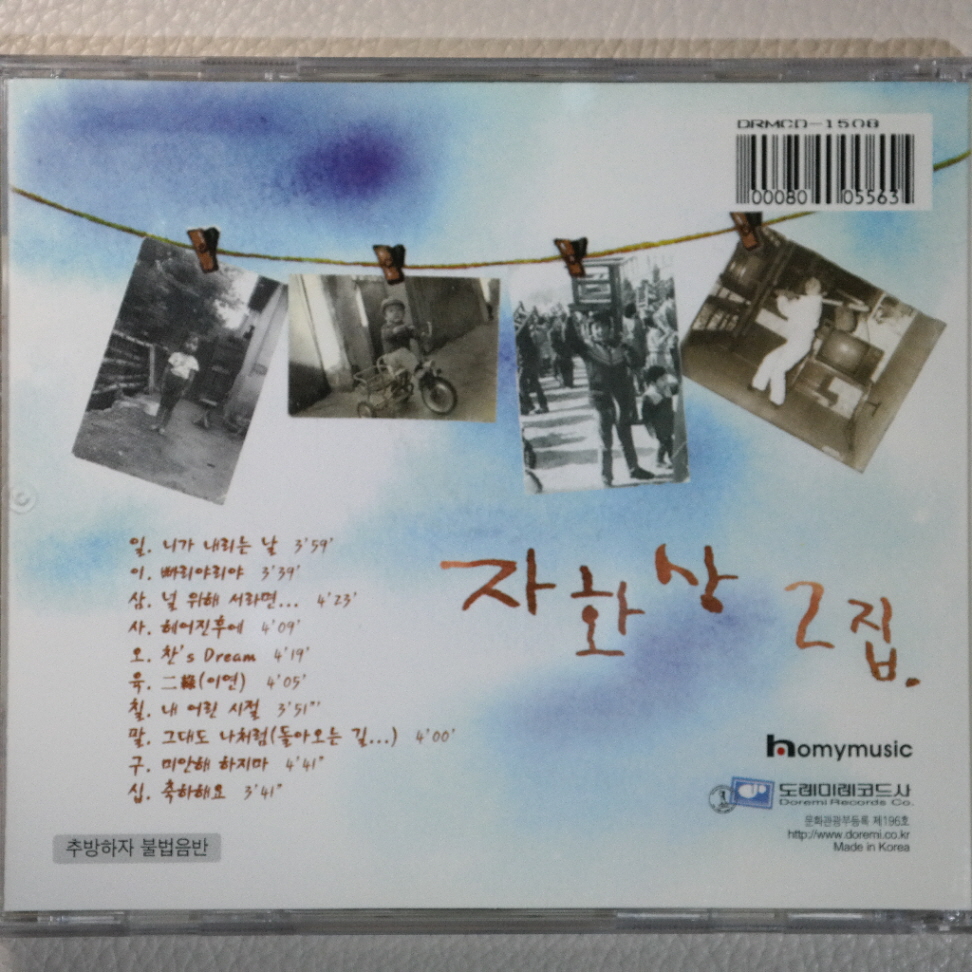 DRMCD-1508
00080 05563
일. 니가 내리는 날 3'59'
이. 빠리야리야 3'39'
삼. 널 위해 서라면... 4'23'
사. 헤어진후에 4'09'
오. 찬's Dream 4'19'
육. 二緣(이연) 4'05'
칠. 내 어린 시절 3'51"'
말. 그대도 나처럼(돌아오는 길...) 4'00'
구. 미안해 하지마 4'41"
십. 축하해요 3'41"
자화상 2집.
homymusic
도레미레코드사
Doremi Records Co.
문화관광부등록 제196호
http://www.doremi.co.kr
Made in Korea
추방하자 불법음반